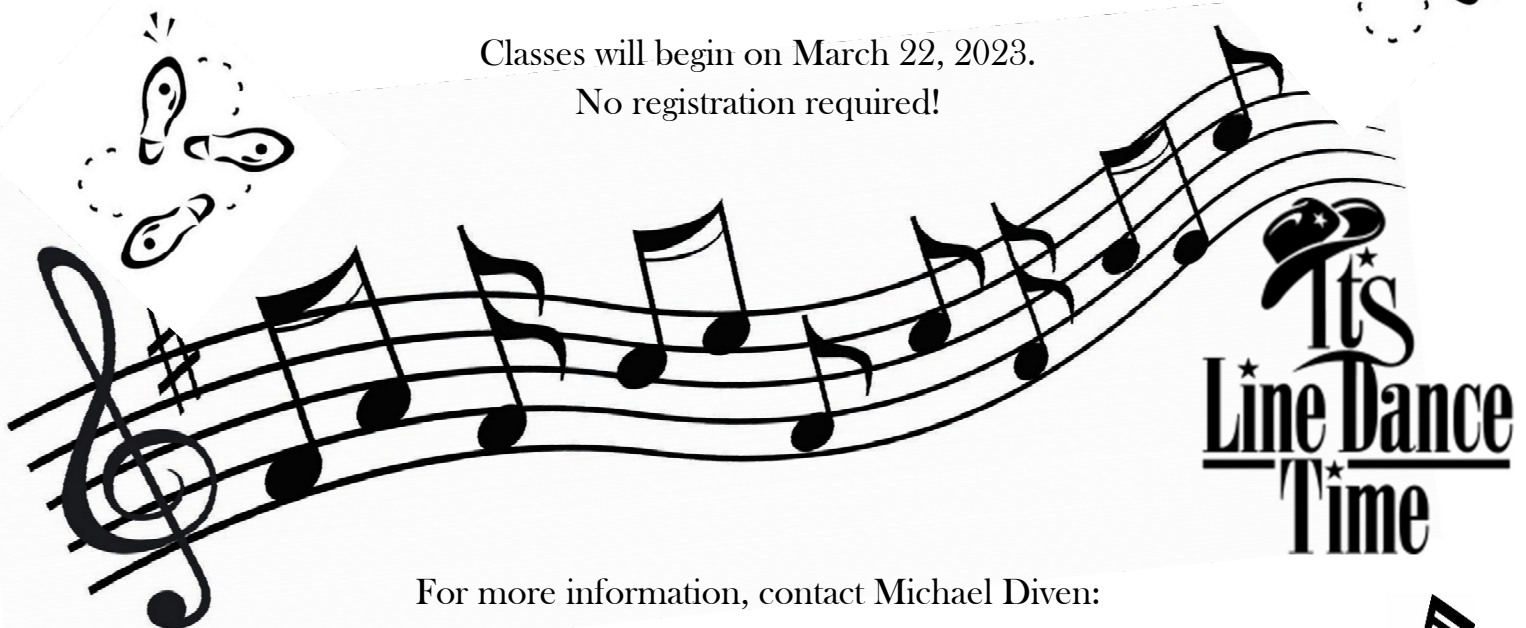 Classes will begin on March 22, 2023.
No registration required!
It's
Line Dance
Time
For more information, contact Michael Diven: